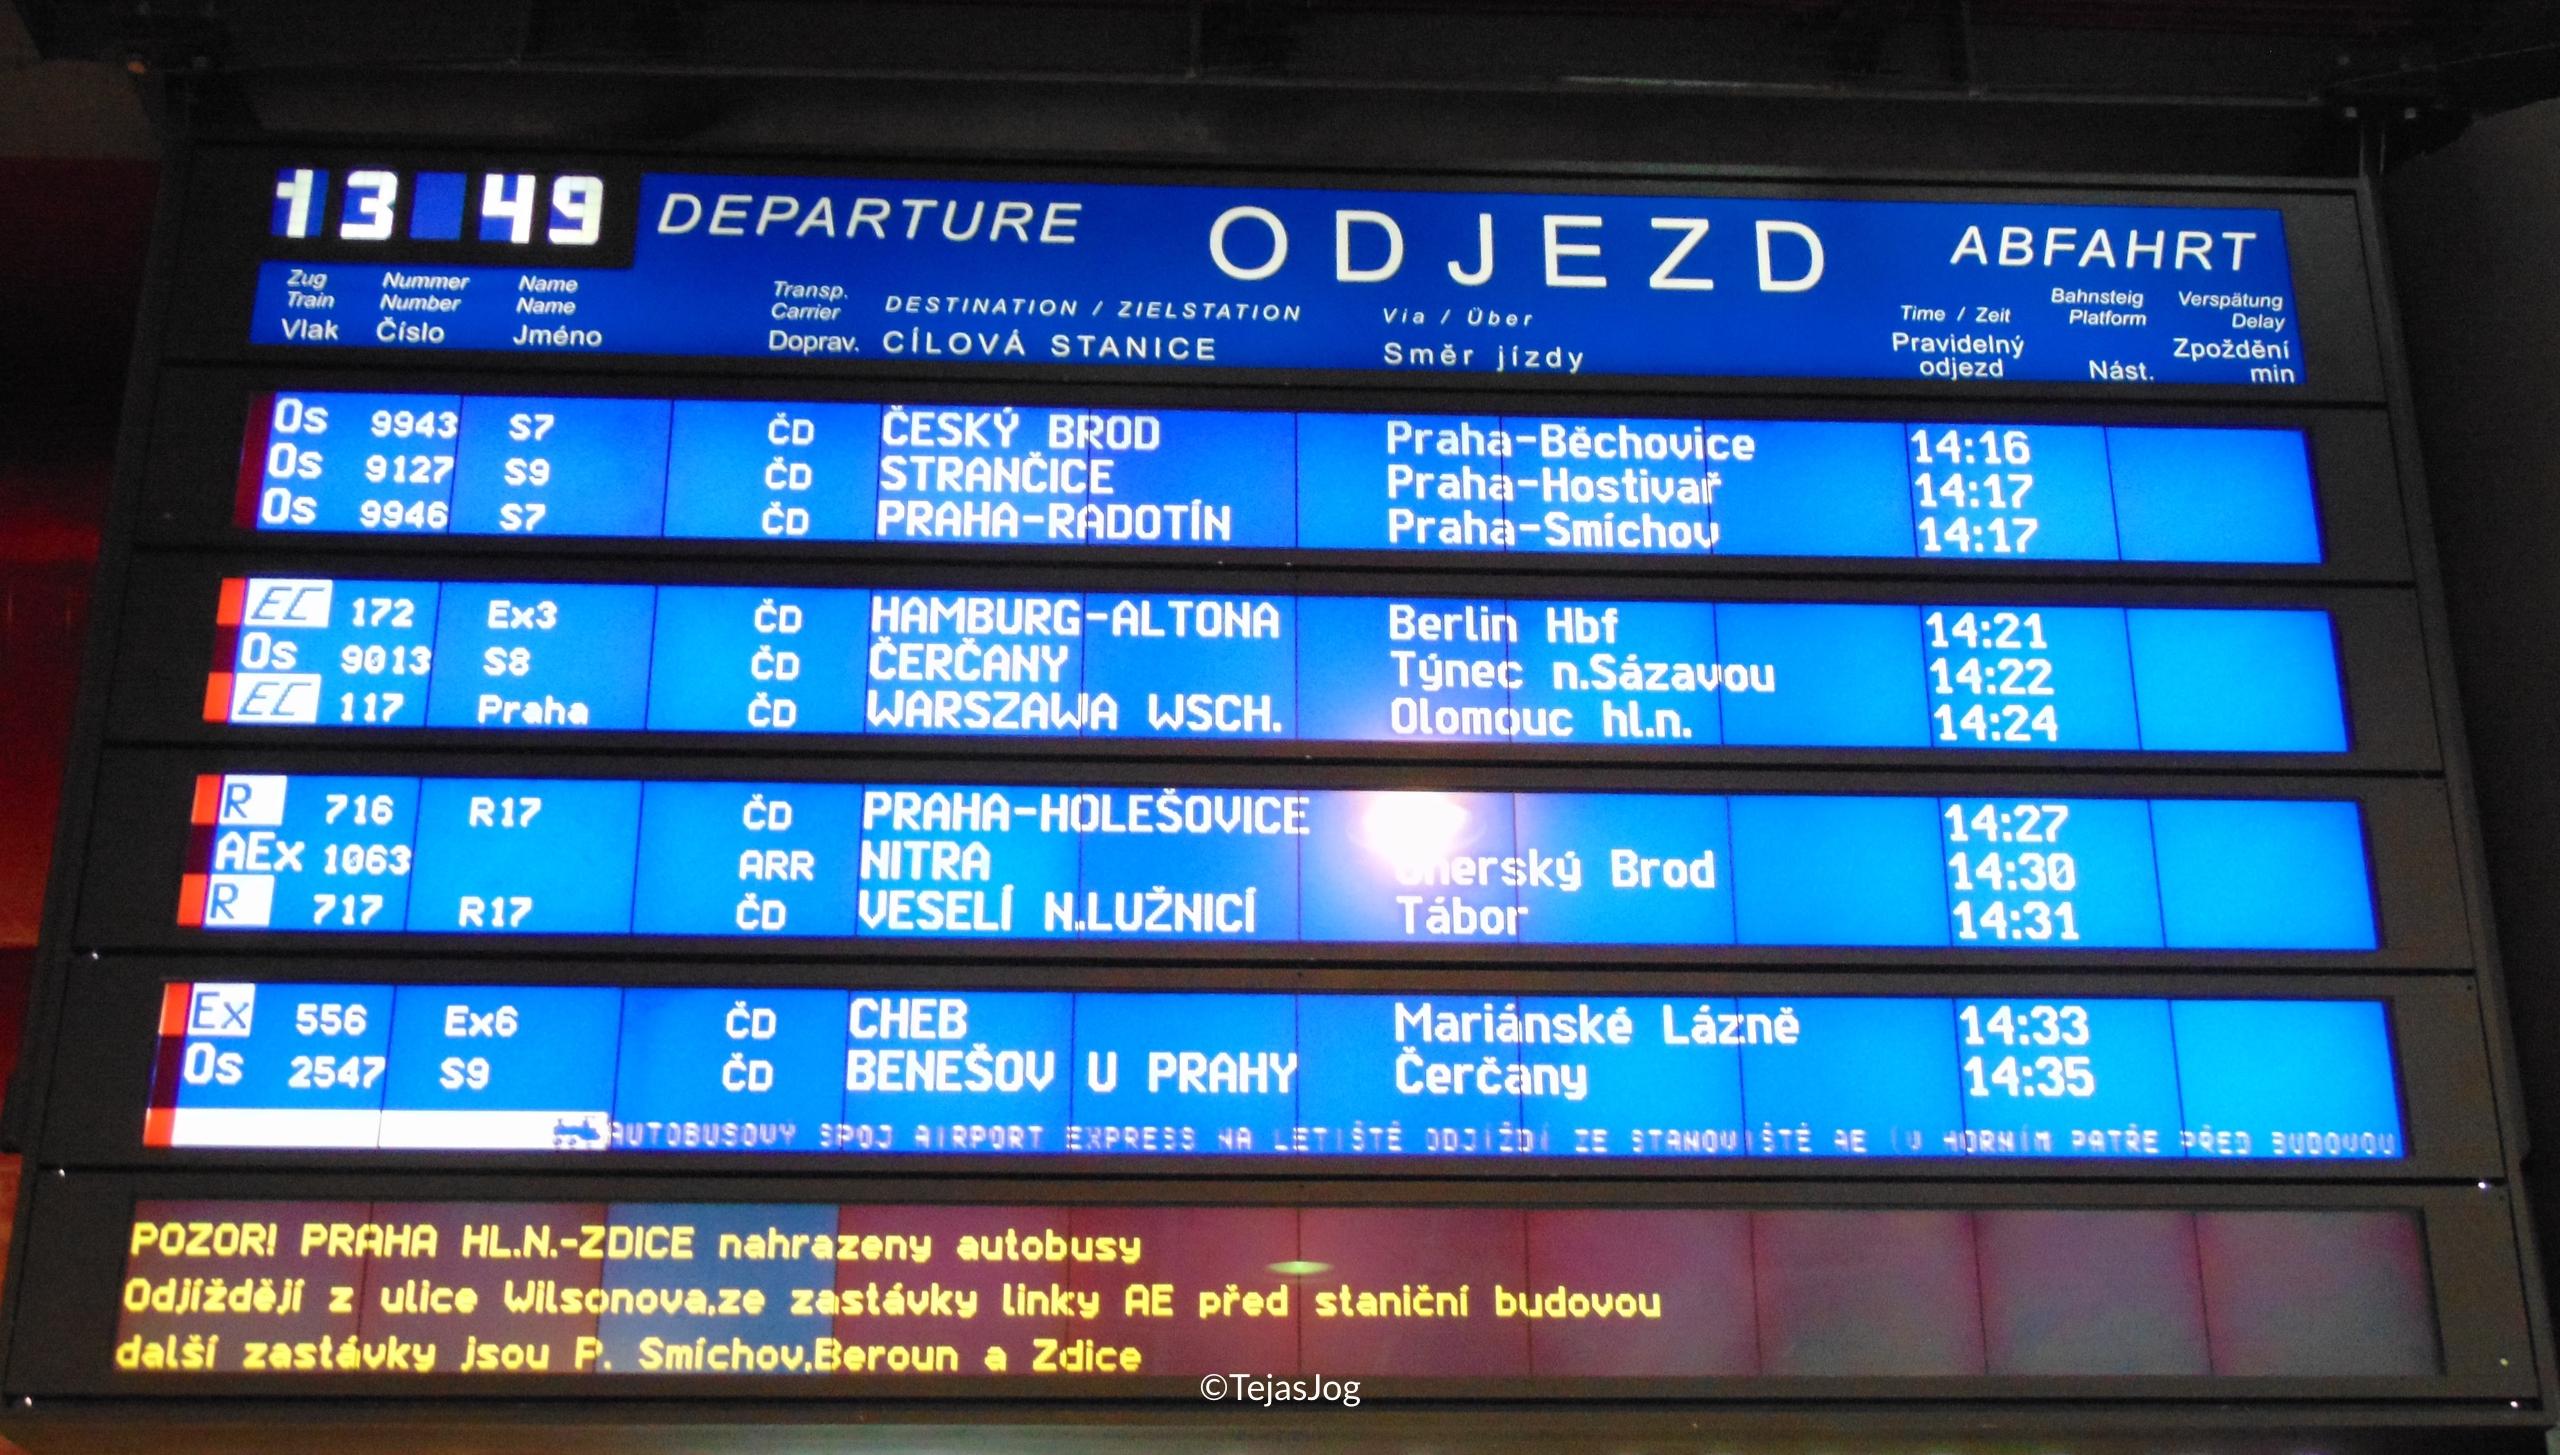 13 49 DEPARTURE ODJEZD ABFAHRT
Zug Nummer Name Transp. DESTINATION / ZIELSTATION Via / Über Time / Zeit Bahnsteig Verspätung
Train Number Name Carrier Platform Delay
Vlak Číslo Jméno Doprav. CÍLOVÁ STANICE Směr jízdy Pravidelný odjezd Nást. Zpoždění min
Os 9943 S7 ČD ČESKÝ BROD Praha-Běchovice 14:16
Os 9127 S9 ČD STRANČICE Praha-Hostivař 14:17
Os 9946 S7 ČD PRAHA-RADOTÍN Praha-Smíchov 14:17
EC 172 Ex3 ČD HAMBURG-ALTONA Berlin Hbf 14:21
Os 9013 S8 ČD ČERČANY Týnec n.Sázavou 14:22
EC 117 Praha ČD WARSZAWA WSCH. Olomouc hl.n. 14:24
R 716 R17 ČD PRAHA-HOLEŠOVICE 14:27
AEx 1063 ARR NITRA Brod 14:30
R 717 R17 ČD VESELÍ N.LUŽNICÍ Tábor 14:31
Ex 556 Ex6 ČD CHEB Mariánské Lázně 14:33
Os 2547 S9 ČD BENEŠOV U PRAHY Čerčany 14:35
AUTOBUSOVÝ SPOJ AIRPORT EXPRESS NA LETIŠTĚ ODJÍŽDÍ ZE STANOVIŠTĚ AE (V HORNÍM PATŘE PŘED BUDOVOU
POZOR! PRAHA HL.N.-ZDICE nahrazeny autobusy
Odjíždějí z ulice Wilsonova,ze zastávky linky AE před staniční budovou
další zastávky jsou P. Smíchov,Beroun a Zdice
©TejasJog